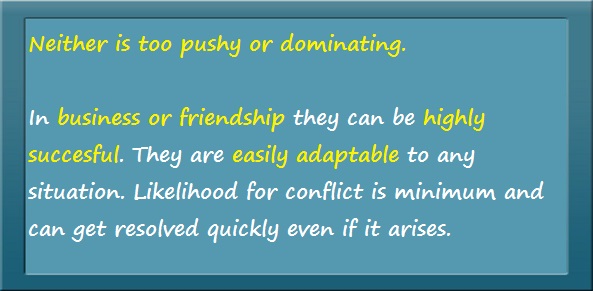 Neither is too pushy or dominating.
In business or friendship they can be highly
succesful. They are easily adaptable to any
situation. Likelihood for conflict is minimum and
can get resolved quickly even if it arises.